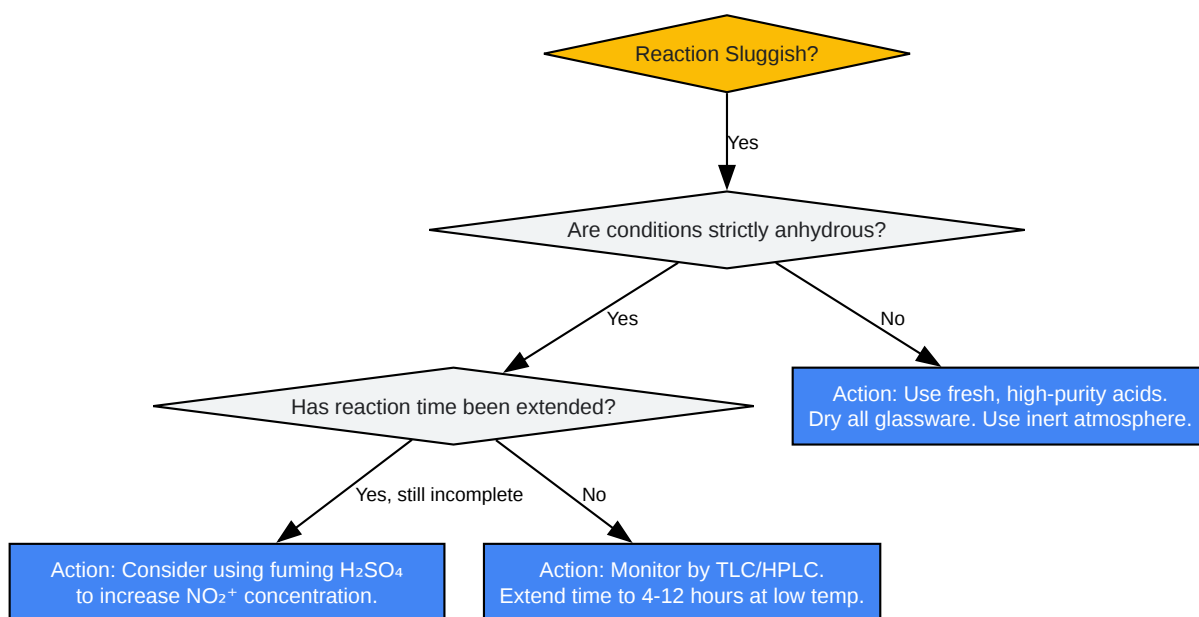 Reaction Sluggish?
Yes
Are conditions strictly anhydrous?
Yes
No
Has reaction time been extended?
Action: Use fresh, high-purity acids.
Dry all glassware. Use inert atmosphere.
Yes, still incomplete
No
Action: Consider using fuming H₂SO₄
to increase NO₂⁺ concentration.
Action: Monitor by TLC/HPLC.
Extend time to 4-12 hours at low temp.